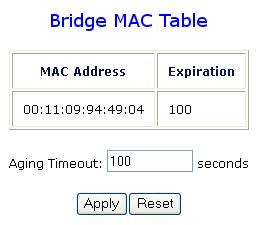 Bridge MAC Table
MAC Address Expiration
00:11:09:94:49:04 100
Aging Timeout: 100 seconds
Apply Reset